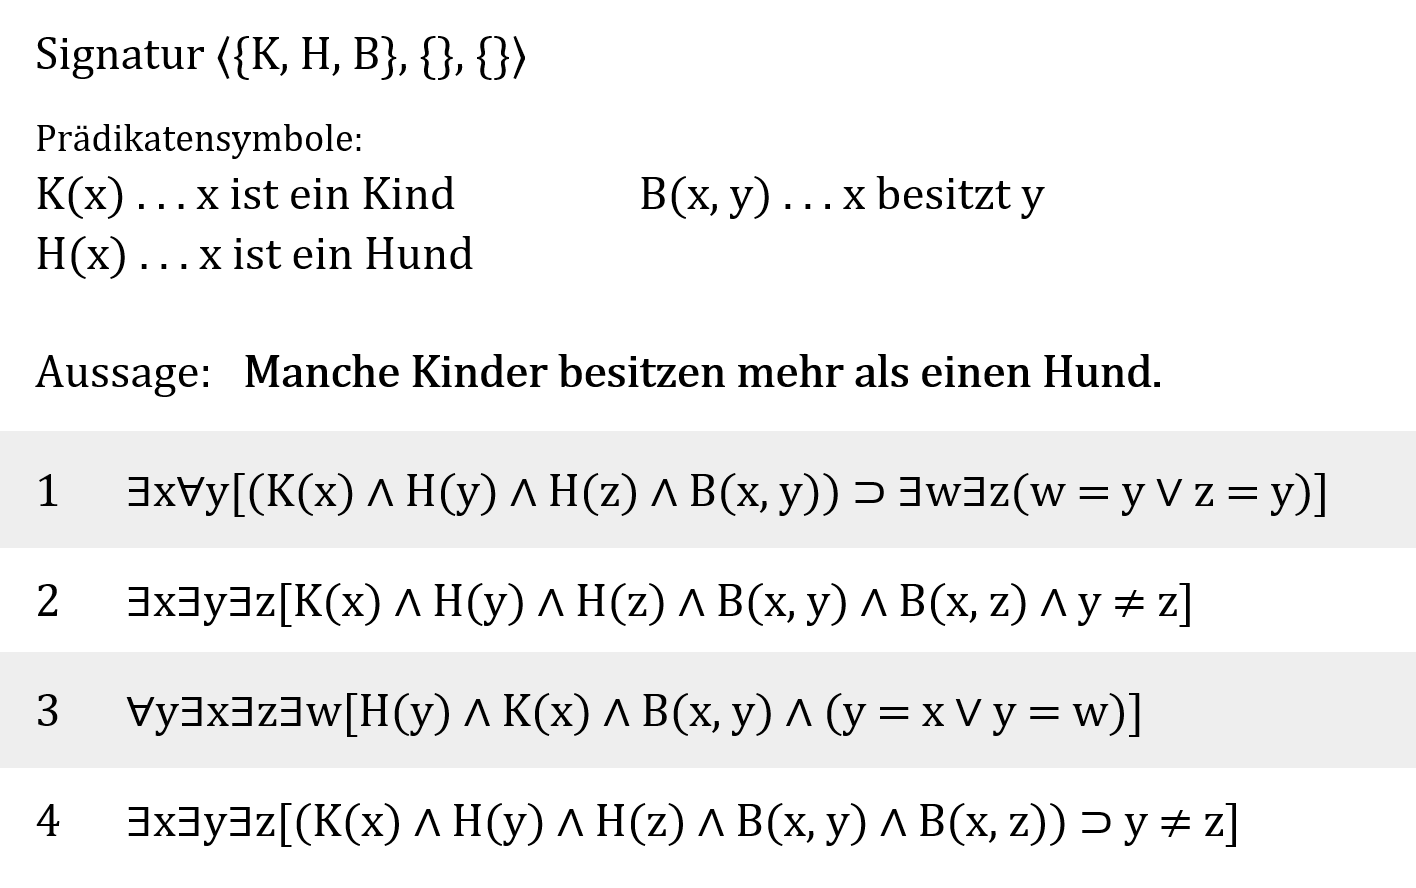 Signatur ⟨{K, H, B}, {}, {}⟩
Prädikatensymbole:
K(x) . . . x ist ein Kind B(x, y) . . . x besitzt y
H(x) . . . x ist ein Hund
Aussage: Manche Kinder besitzen mehr als einen Hund.
1 ∃x∀y[(K(x) ∧ H(y) ∧ H(z) ∧ B(x, y)) ⊃ ∃w∃z(w = y ∨ z = y)]
2 ∃x∃y∃z[K(x) ∧ H(y) ∧ H(z) ∧ B(x, y) ∧ B(x, z) ∧ y ≠ z]
3 ∀y∃x∃z∃w[H(y) ∧ K(x) ∧ B(x, y) ∧ (y = x ∨ y = w)]
4 ∃x∃y∃z[(K(x) ∧ H(y) ∧ H(z) ∧ B(x, y) ∧ B(x, z)) ⊃ y ≠ z]